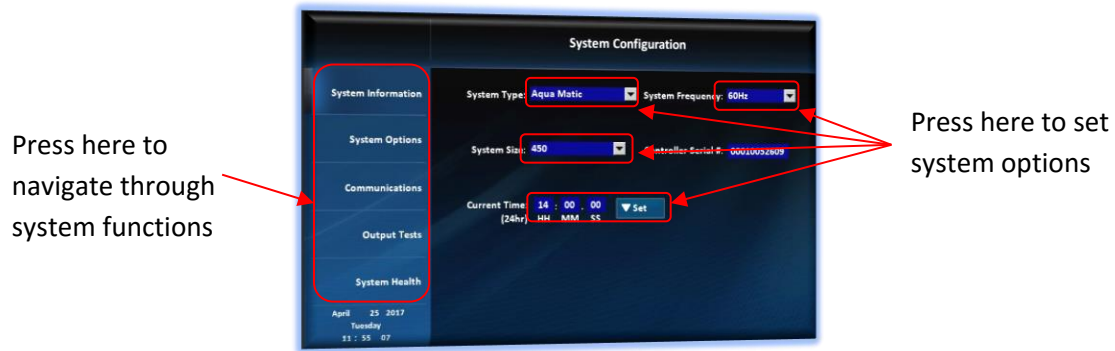 System Configuration
Press here to
navigate through
system functions
System Information
System Options
Communications
Output Tests
System Health
April 25 2017
Tuesday
11 : 55 07
System Type: Aqua Matic System Frequency: 60Hz
System Size: 450 Controller Serial #: 00010052609
Current Time: 14 : 00 . 00 Set
(24hr) HH MM SS
Press here to set
system options